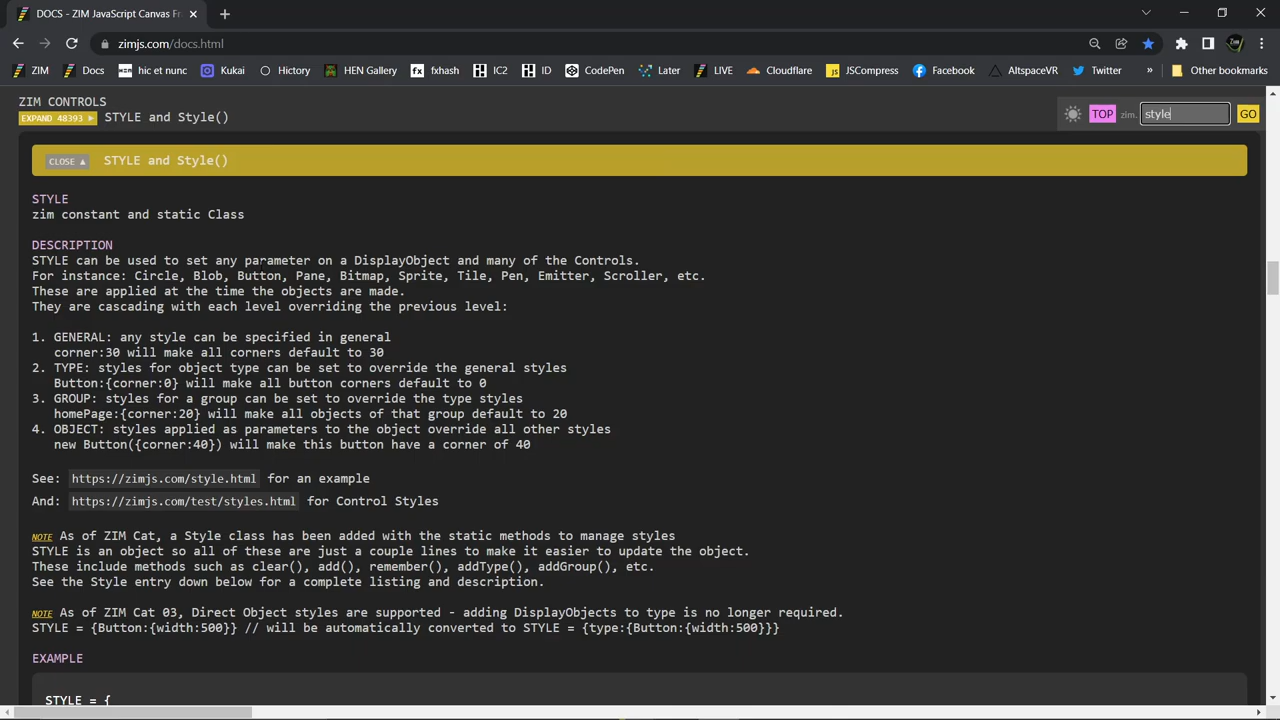 DOCS - ZIM JavaScript Canvas Fr
zimjs.com/docs.html
ZIM
Docs
hic et nunc
Kukai
Hictory
HEN Gallery
fxhash
IC2
ID
CodePen
Later
LIVE
Cloudflare
JSCompress
Facebook
AltspaceVR
Twitter
»
Other bookmarks
ZIM CONTROLS
EXPAND 48393 ▶ STYLE and Style()
TOP zim. style GO
CLOSE ▲ STYLE and Style()
STYLE
zim constant and static Class
DESCRIPTION
STYLE can be used to set any parameter on a DisplayObject and many of the Controls.
For instance: Circle, Blob, Button, Pane, Bitmap, Sprite, Tile, Pen, Emitter, Scroller, etc.
These are applied at the time the objects are made.
They are cascading with each level overriding the previous level:
1. GENERAL: any style can be specified in general
corner:30 will make all corners default to 30
2. TYPE: styles for object type can be set to override the general styles
Button:{corner:0} will make all button corners default to 0
3. GROUP: styles for a group can be set to override the type styles
homePage:{corner:20} will make all objects of that group default to 20
4. OBJECT: styles applied as parameters to the object override all other styles
new Button({corner:40}) will make this button have a corner of 40
See: https://zimjs.com/style.html for an example
And: https://zimjs.com/test/styles.html for Control Styles
NOTE As of ZIM Cat, a Style class has been added with the static methods to manage styles
STYLE is an object so all of these are just a couple lines to make it easier to update the object.
These include methods such as clear(), add(), remember(), addType(), addGroup(), etc.
See the Style entry down below for a complete listing and description.
NOTE As of ZIM Cat 03, Direct Object styles are supported - adding DisplayObjects to type is no longer required.
STYLE = {Button:{width:500}} // will be automatically converted to STYLE = {type:{Button:{width:500}}}
EXAMPLE
STYLE = {